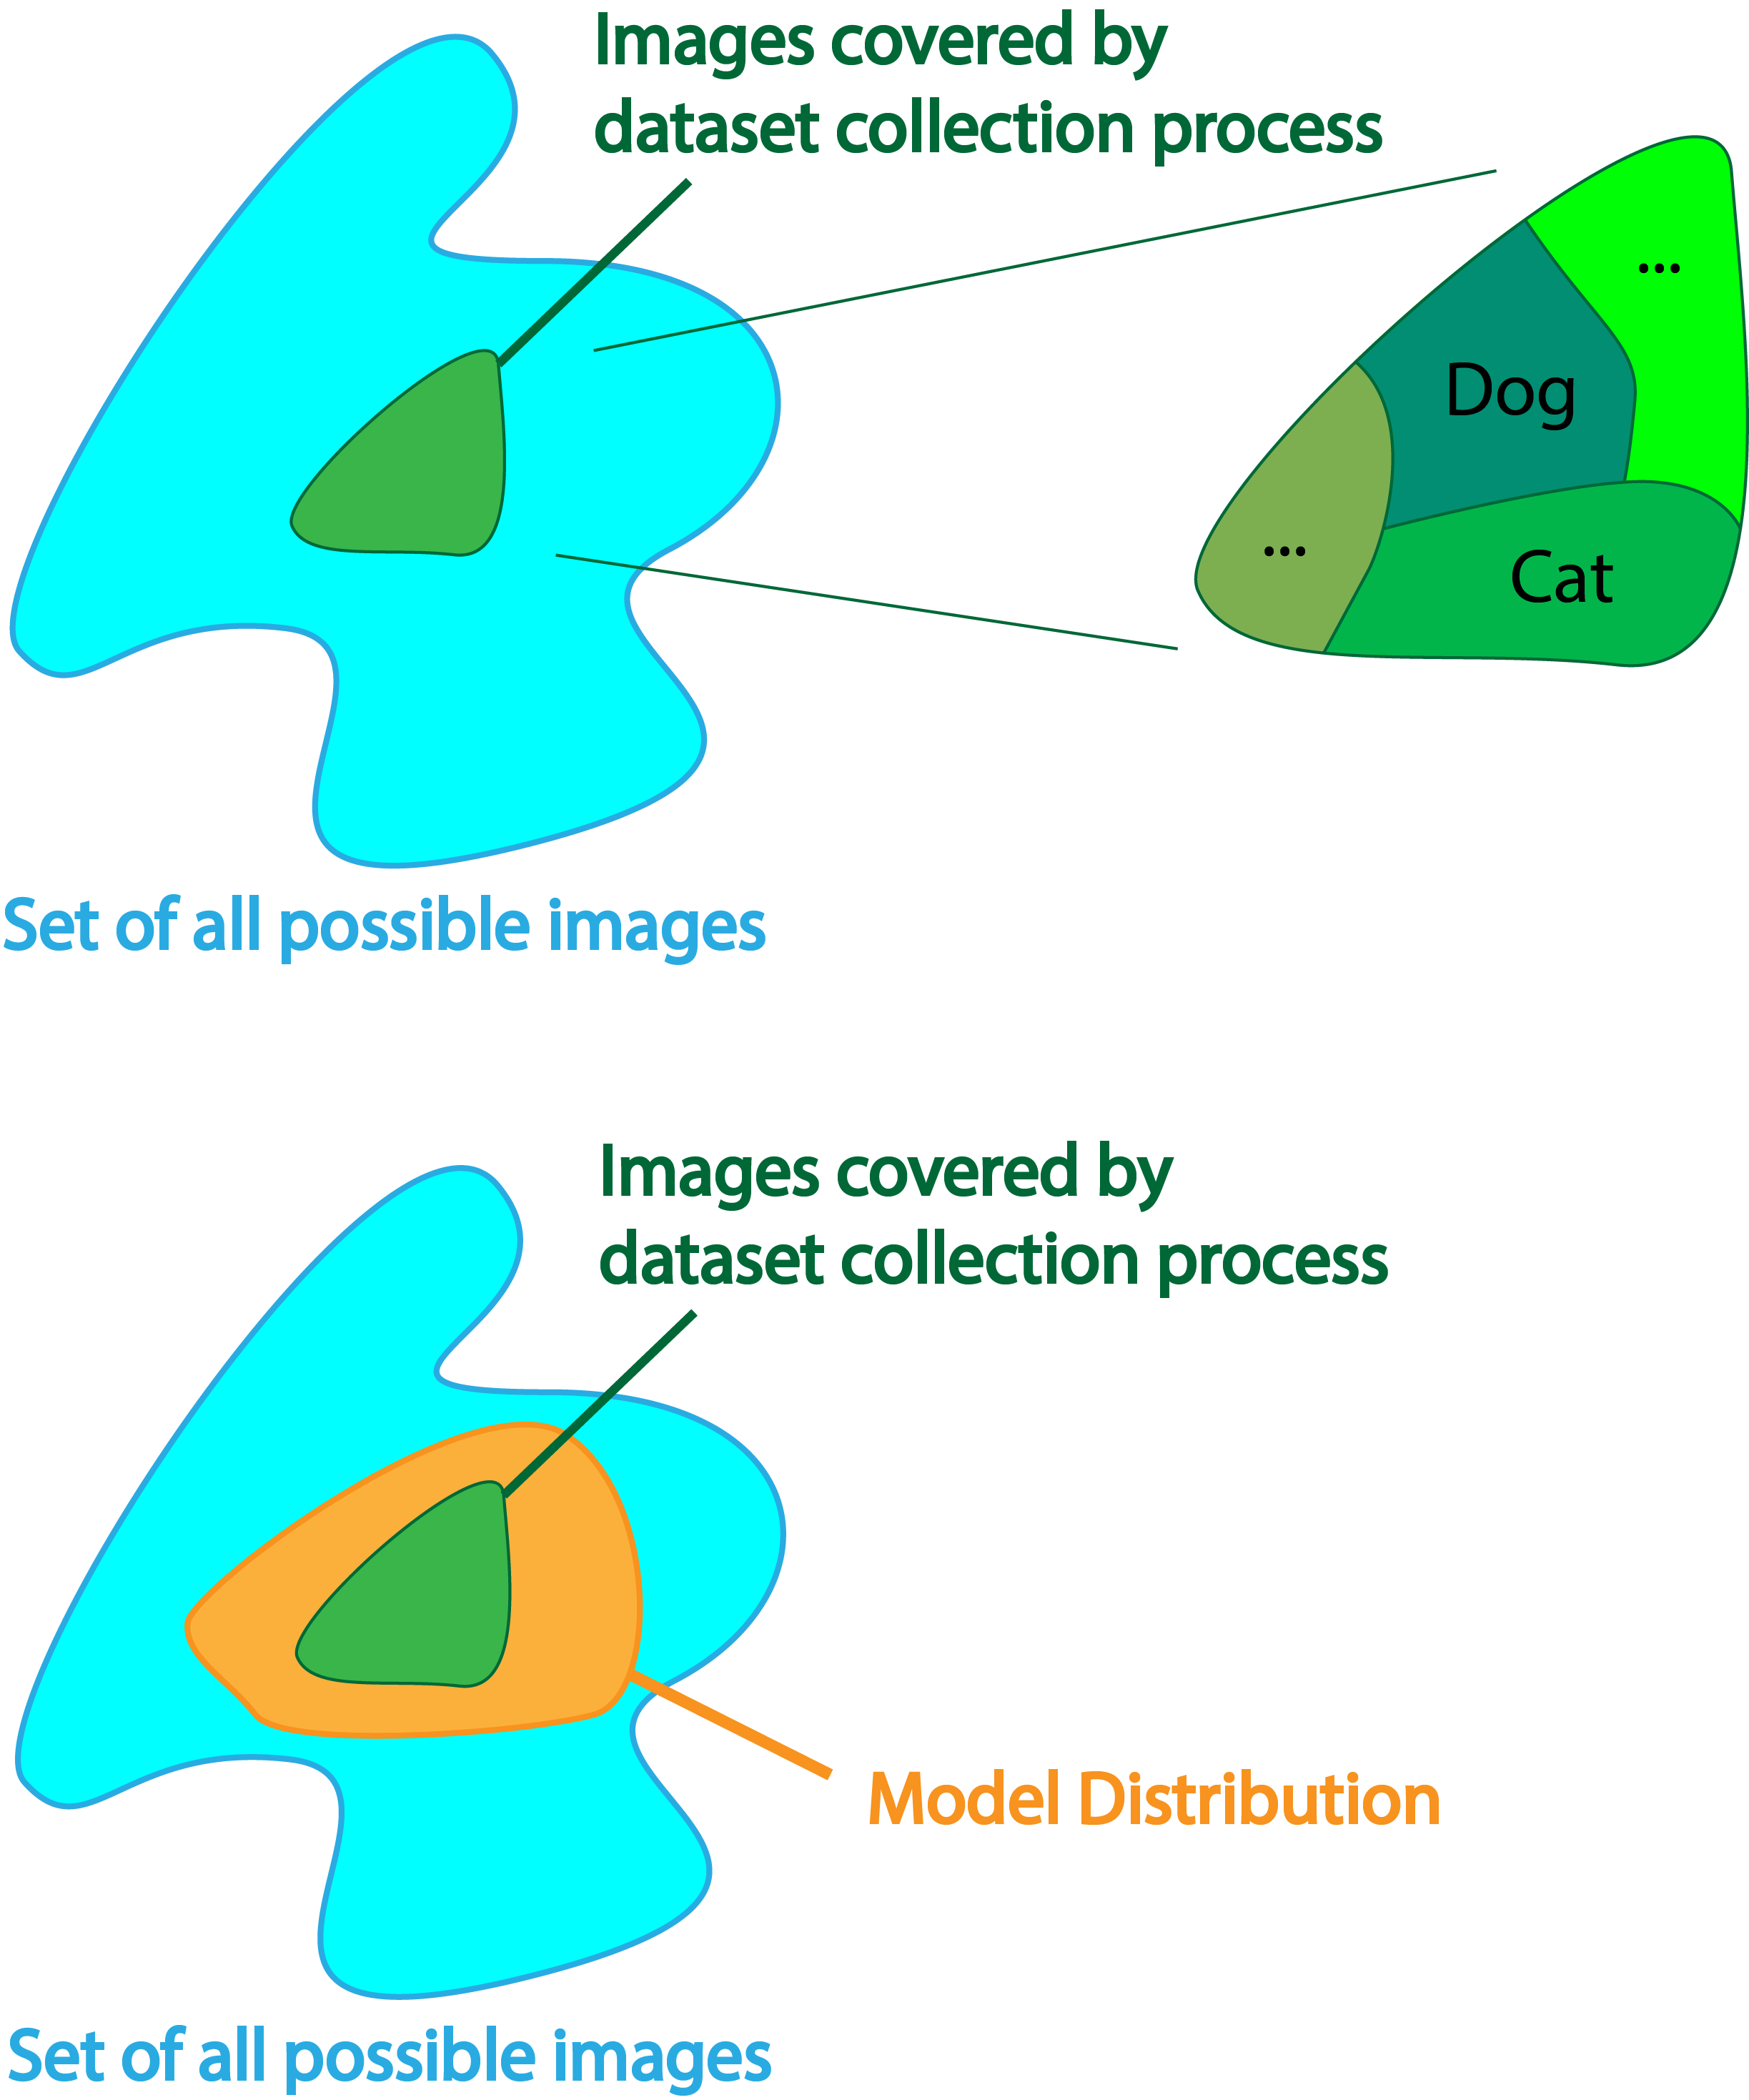 Images covered by
dataset collection process
...
Dog
...
Cat
Set of all possible images
Images covered by
dataset collection process
Model Distribution
Set of all possible images